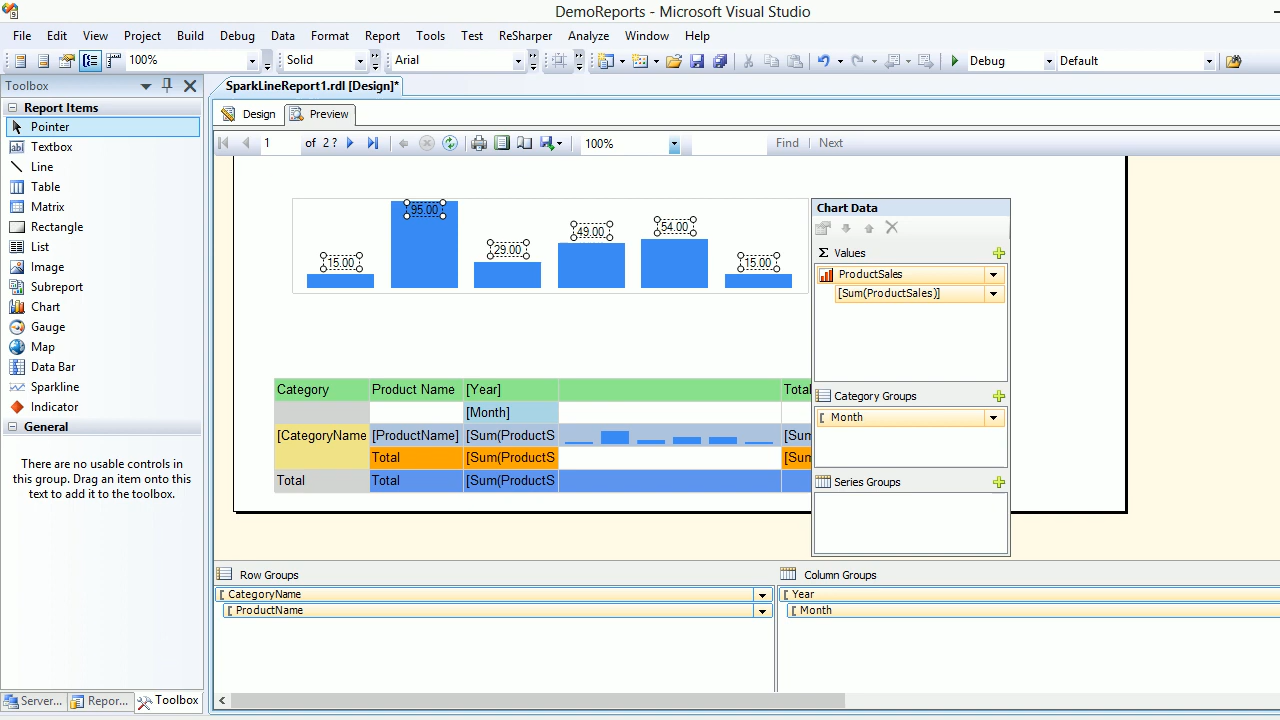 DemoReports - Microsoft Visual Studio
File Edit View Project Build Debug Data Format Report Tools Test ReSharper Analyze Window Help
100% Solid Arial Debug Default
Toolbox
SparkLineReport1.rdl [Design]*
Report Items
Design Preview
Pointer
Textbox
Line
Table
Matrix
Rectangle
List
Image
Subreport
Chart
Gauge
Map
Data Bar
Sparkline
Indicator
General
There are no usable controls in
this group. Drag an item onto this
text to add it to the toolbox.
1 of 2 ? 100% Find Next
15.00 95.00 29.00 49.00 54.00 15.00
Chart Data
Σ Values
ProductSales
[Sum(ProductSales)]
Category Groups
Month
Series Groups
Category Product Name [Year] Total
[Month]
[CategoryName [ProductName] [Sum(ProductS [Sum
Total [Sum(ProductS [Sum
Total Total [Sum(ProductS
Row Groups
CategoryName
ProductName
Column Groups
Year
Month
Server... Repor... Toolbox